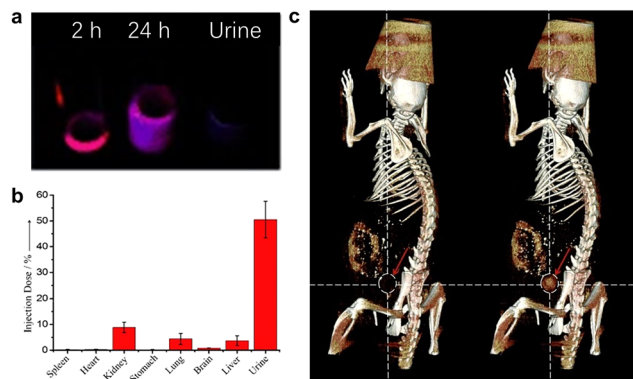 a
2 h 24 h Urine
b
Injection Dose / %
60
50
40
30
20
10
0
Spleen
Heart
Kidney
Stomach
Lung
Brain
Liver
Urine
c